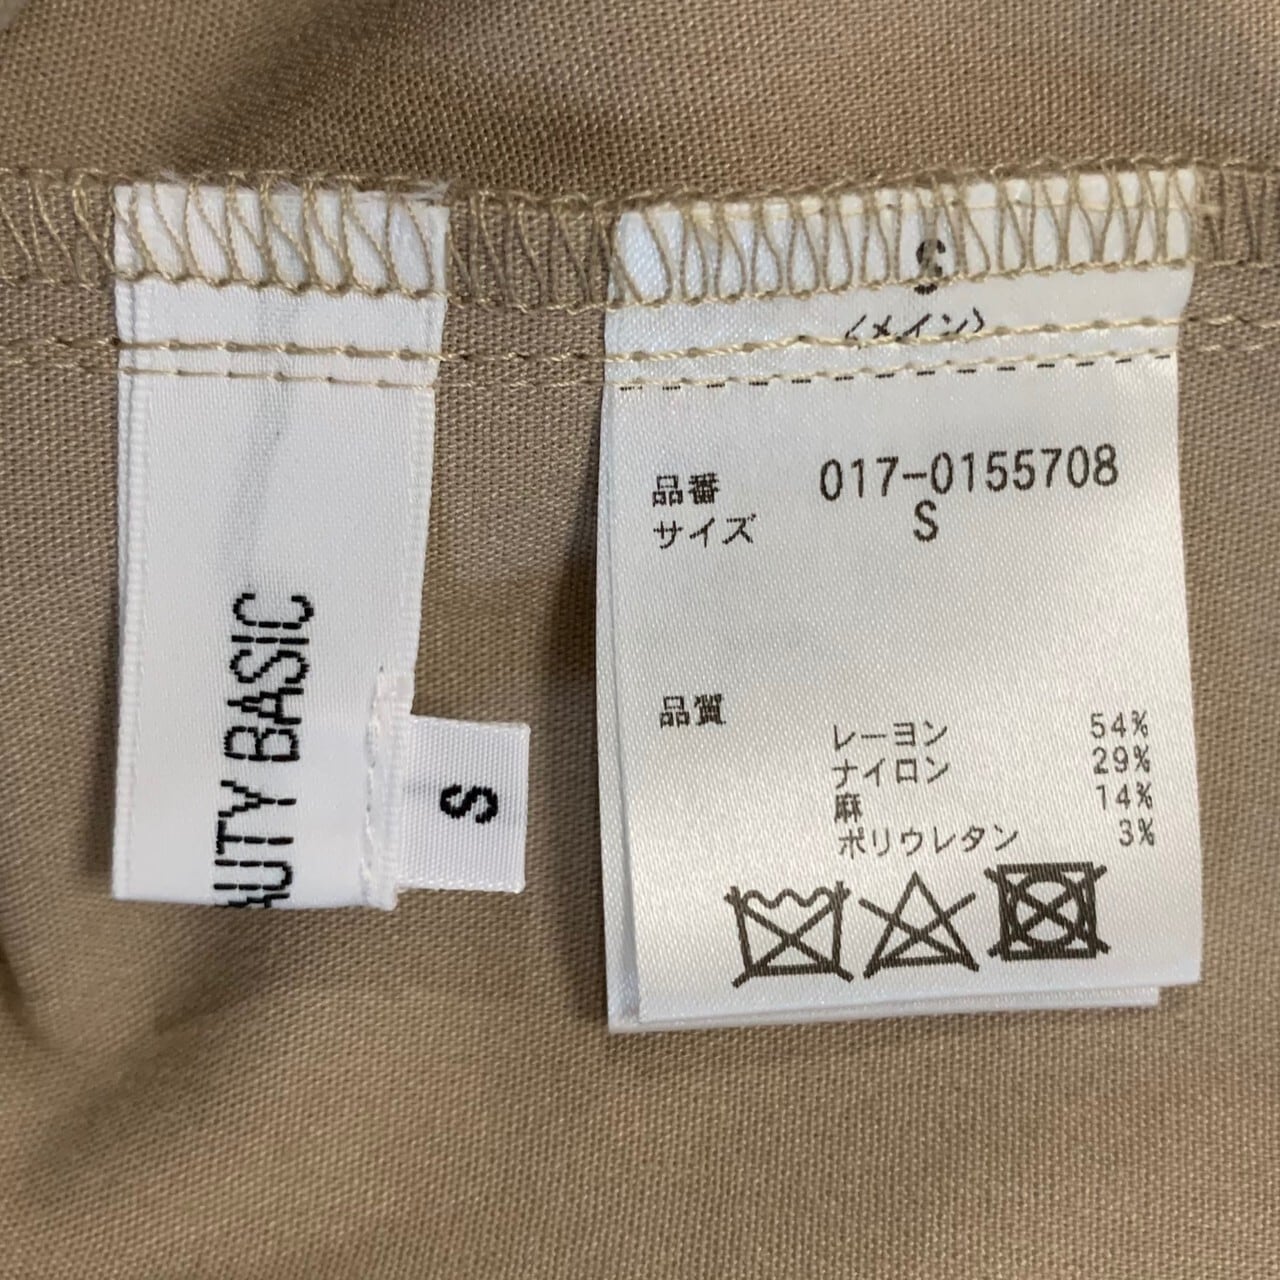 AUTY BASIC
S
S
〈メイン〉
品番 017-0155708
サイズ S
品質
レーヨン 54%
ナイロン 29%
麻 14%
ポリウレタン 3%